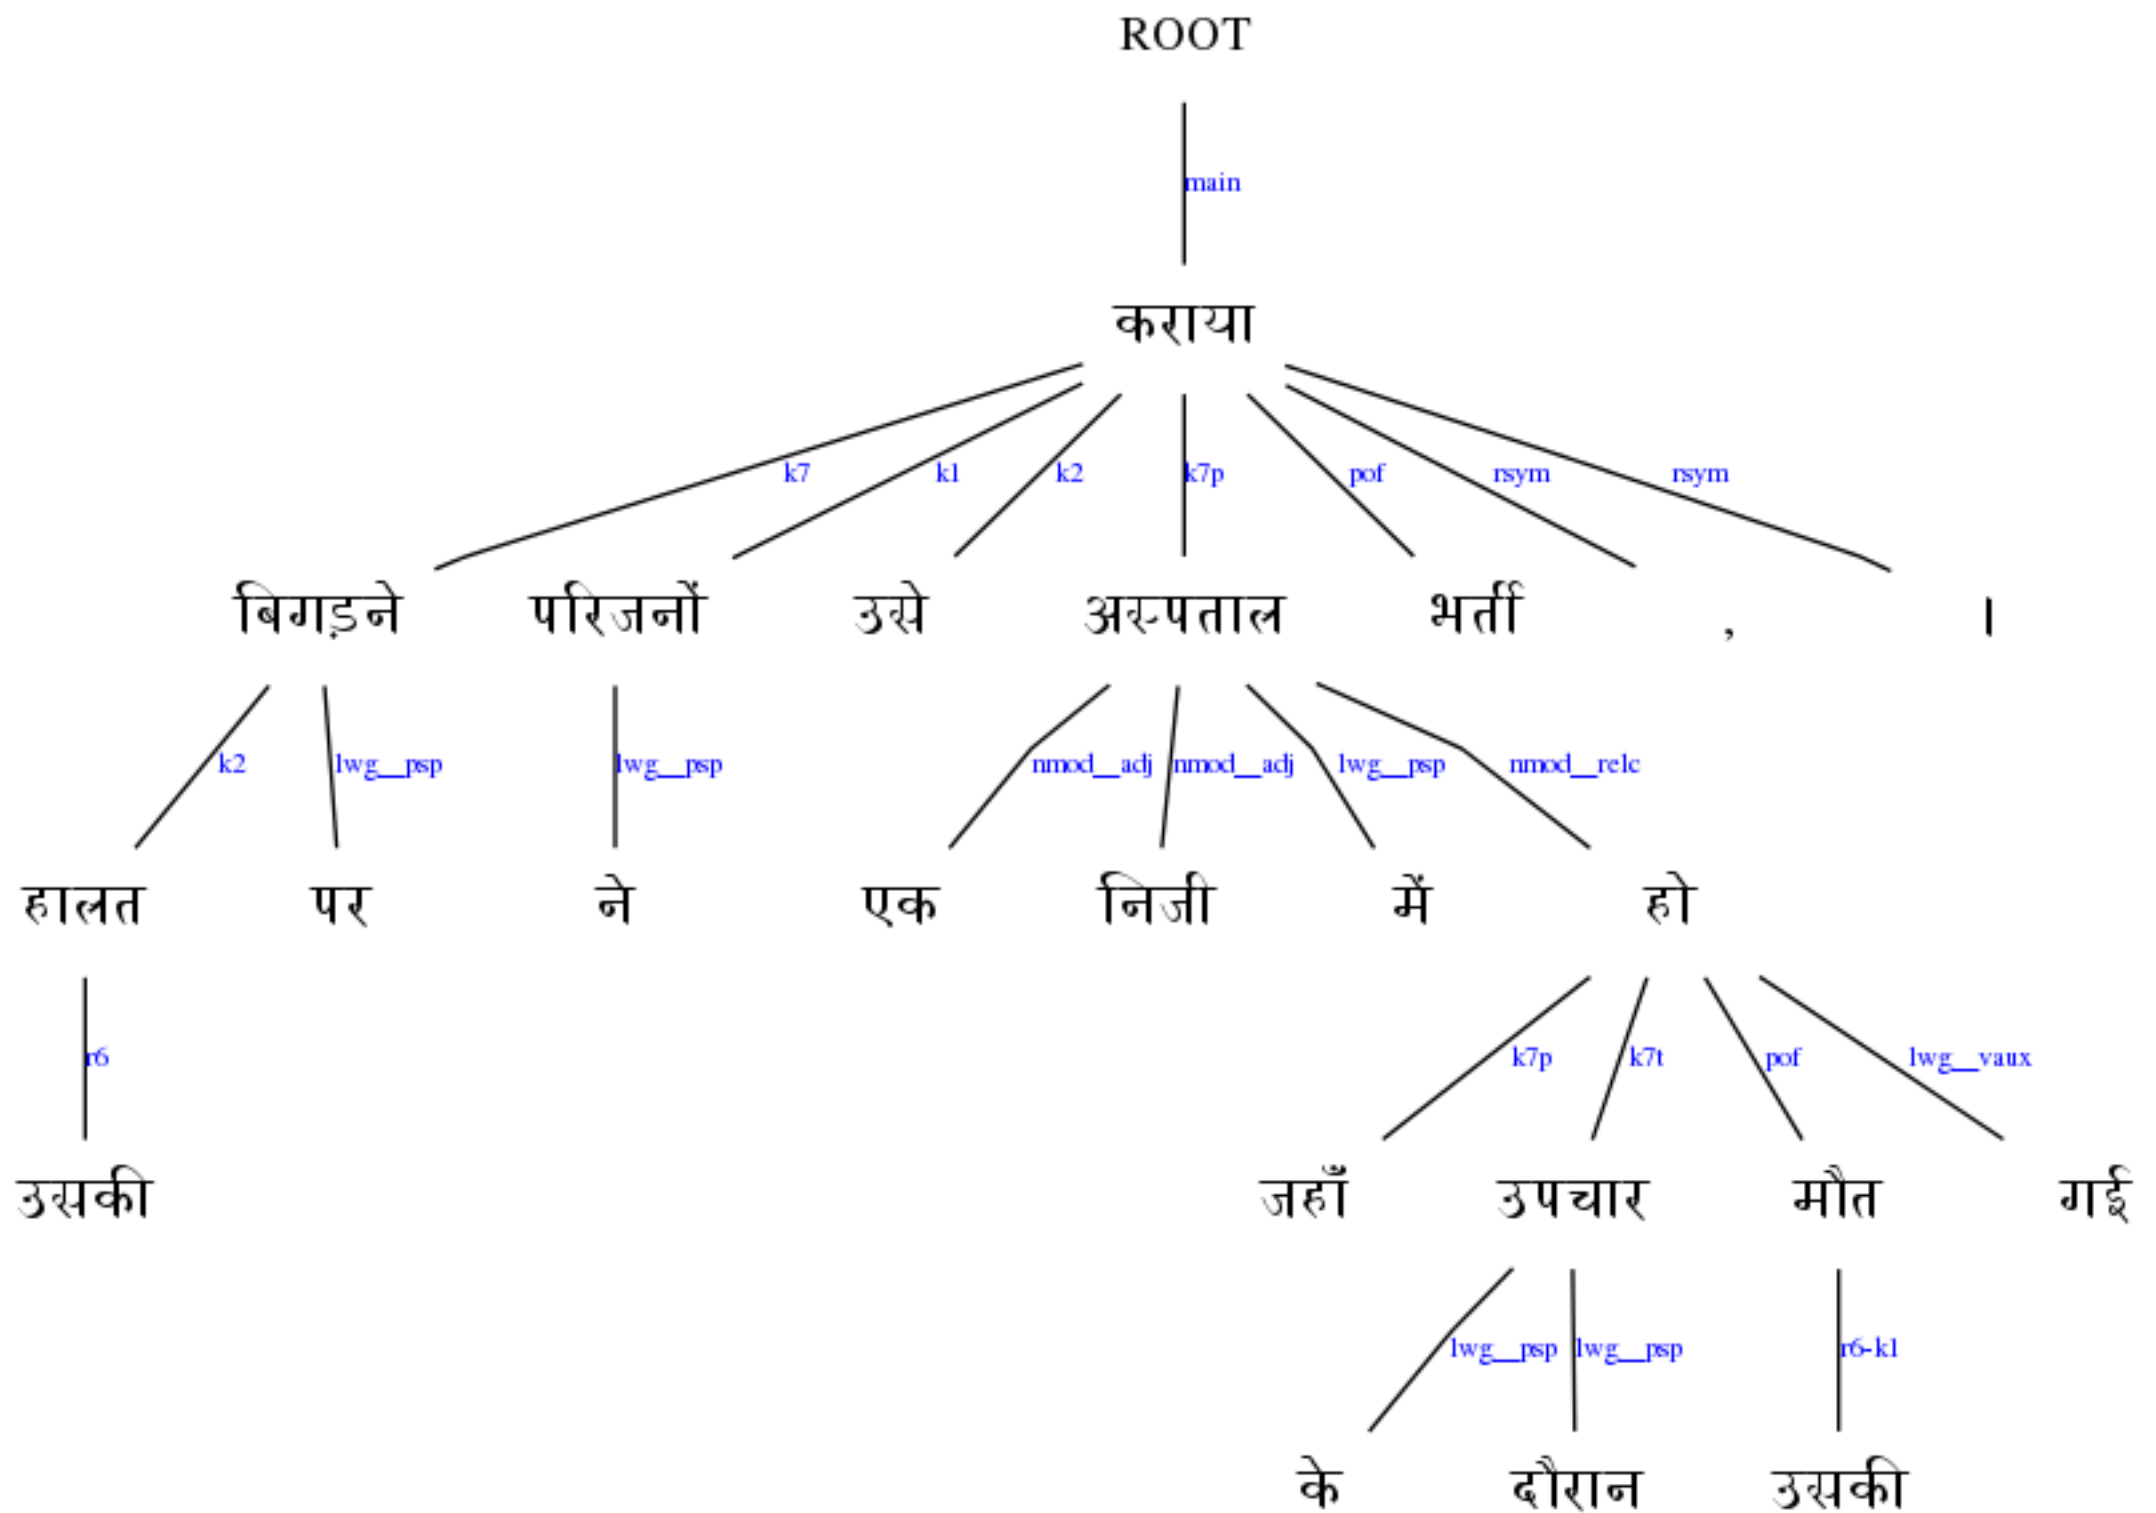 ROOT
main
कराया
k7 k1 k2 k7p pof rsym rsym
बिगड़ने परिजनों उसे अस्पताल भर्ती , ।
k2 lwg__psp lwg__psp nmod__adj nmod__adj lwg__psp nmod__relc
हालत पर ने एक निजी में हो
r6 k7p k7t pof lwg__vaux
उसकी जहाँ उपचार मौत गई
lwg__psp lwg__psp r6-k1
के दौरान उसकी